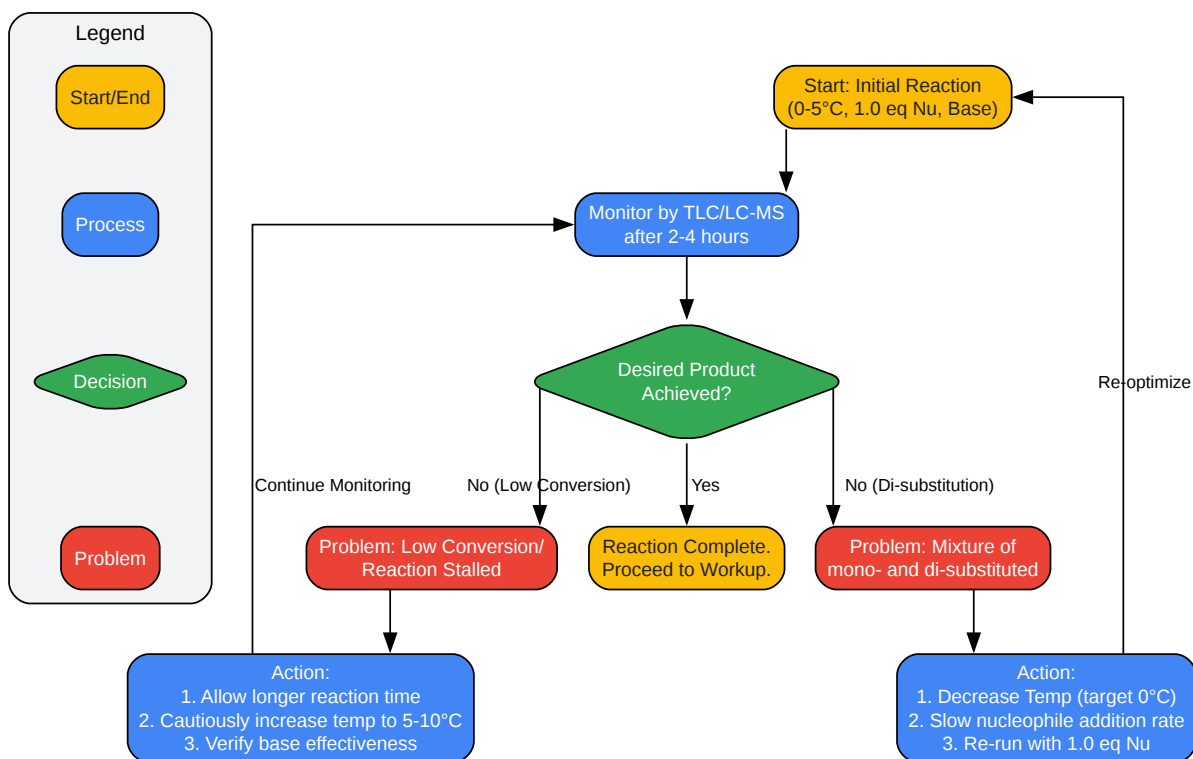 Legend
Start/End
Process
Decision
Problem
Start: Initial Reaction
(0-5°C, 1.0 eq Nu, Base)
Monitor by TLC/LC-MS
after 2-4 hours
Desired Product
Achieved?
Re-optimize
Continue Monitoring
No (Low Conversion)
Yes
No (Di-substitution)
Problem: Low Conversion/
Reaction Stalled
Reaction Complete.
Proceed to Workup.
Problem: Mixture of
mono- and di-substituted
Action:
1. Allow longer reaction time
2. Cautiously increase temp to 5-10°C
3. Verify base effectiveness
Action:
1. Decrease Temp (target 0°C)
2. Slow nucleophile addition rate
3. Re-run with 1.0 eq Nu